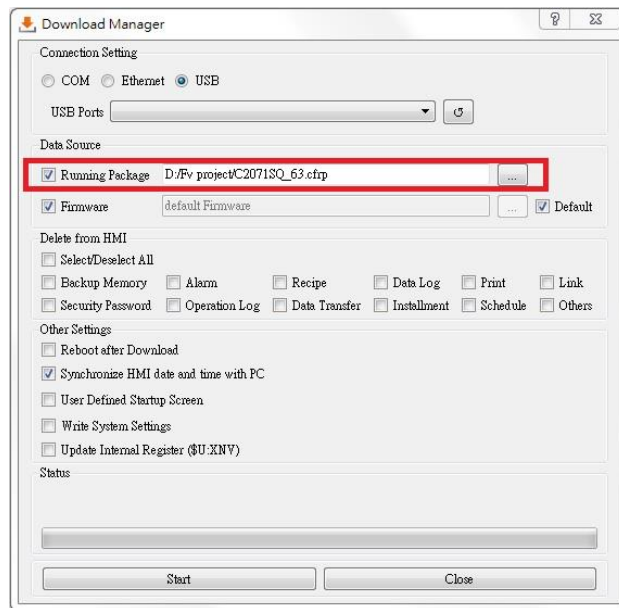 Download Manager
Connection Setting
COM Ethernet USB
USB Ports
Data Source
Running Package D:/Fv project/C2071SQ_63.cfrp ...
Firmware default Firmware ... Default
Delete from HMI
Select/Deselect All
Backup Memory Alarm Recipe Data Log Print Link
Security Password Operation Log Data Transfer Installment Schedule Others
Other Settings
Reboot after Download
Synchronize HMI date and time with PC
User Defined Startup Screen
Write System Settings
Update Internal Register ($U:XNV)
Status
Start Close